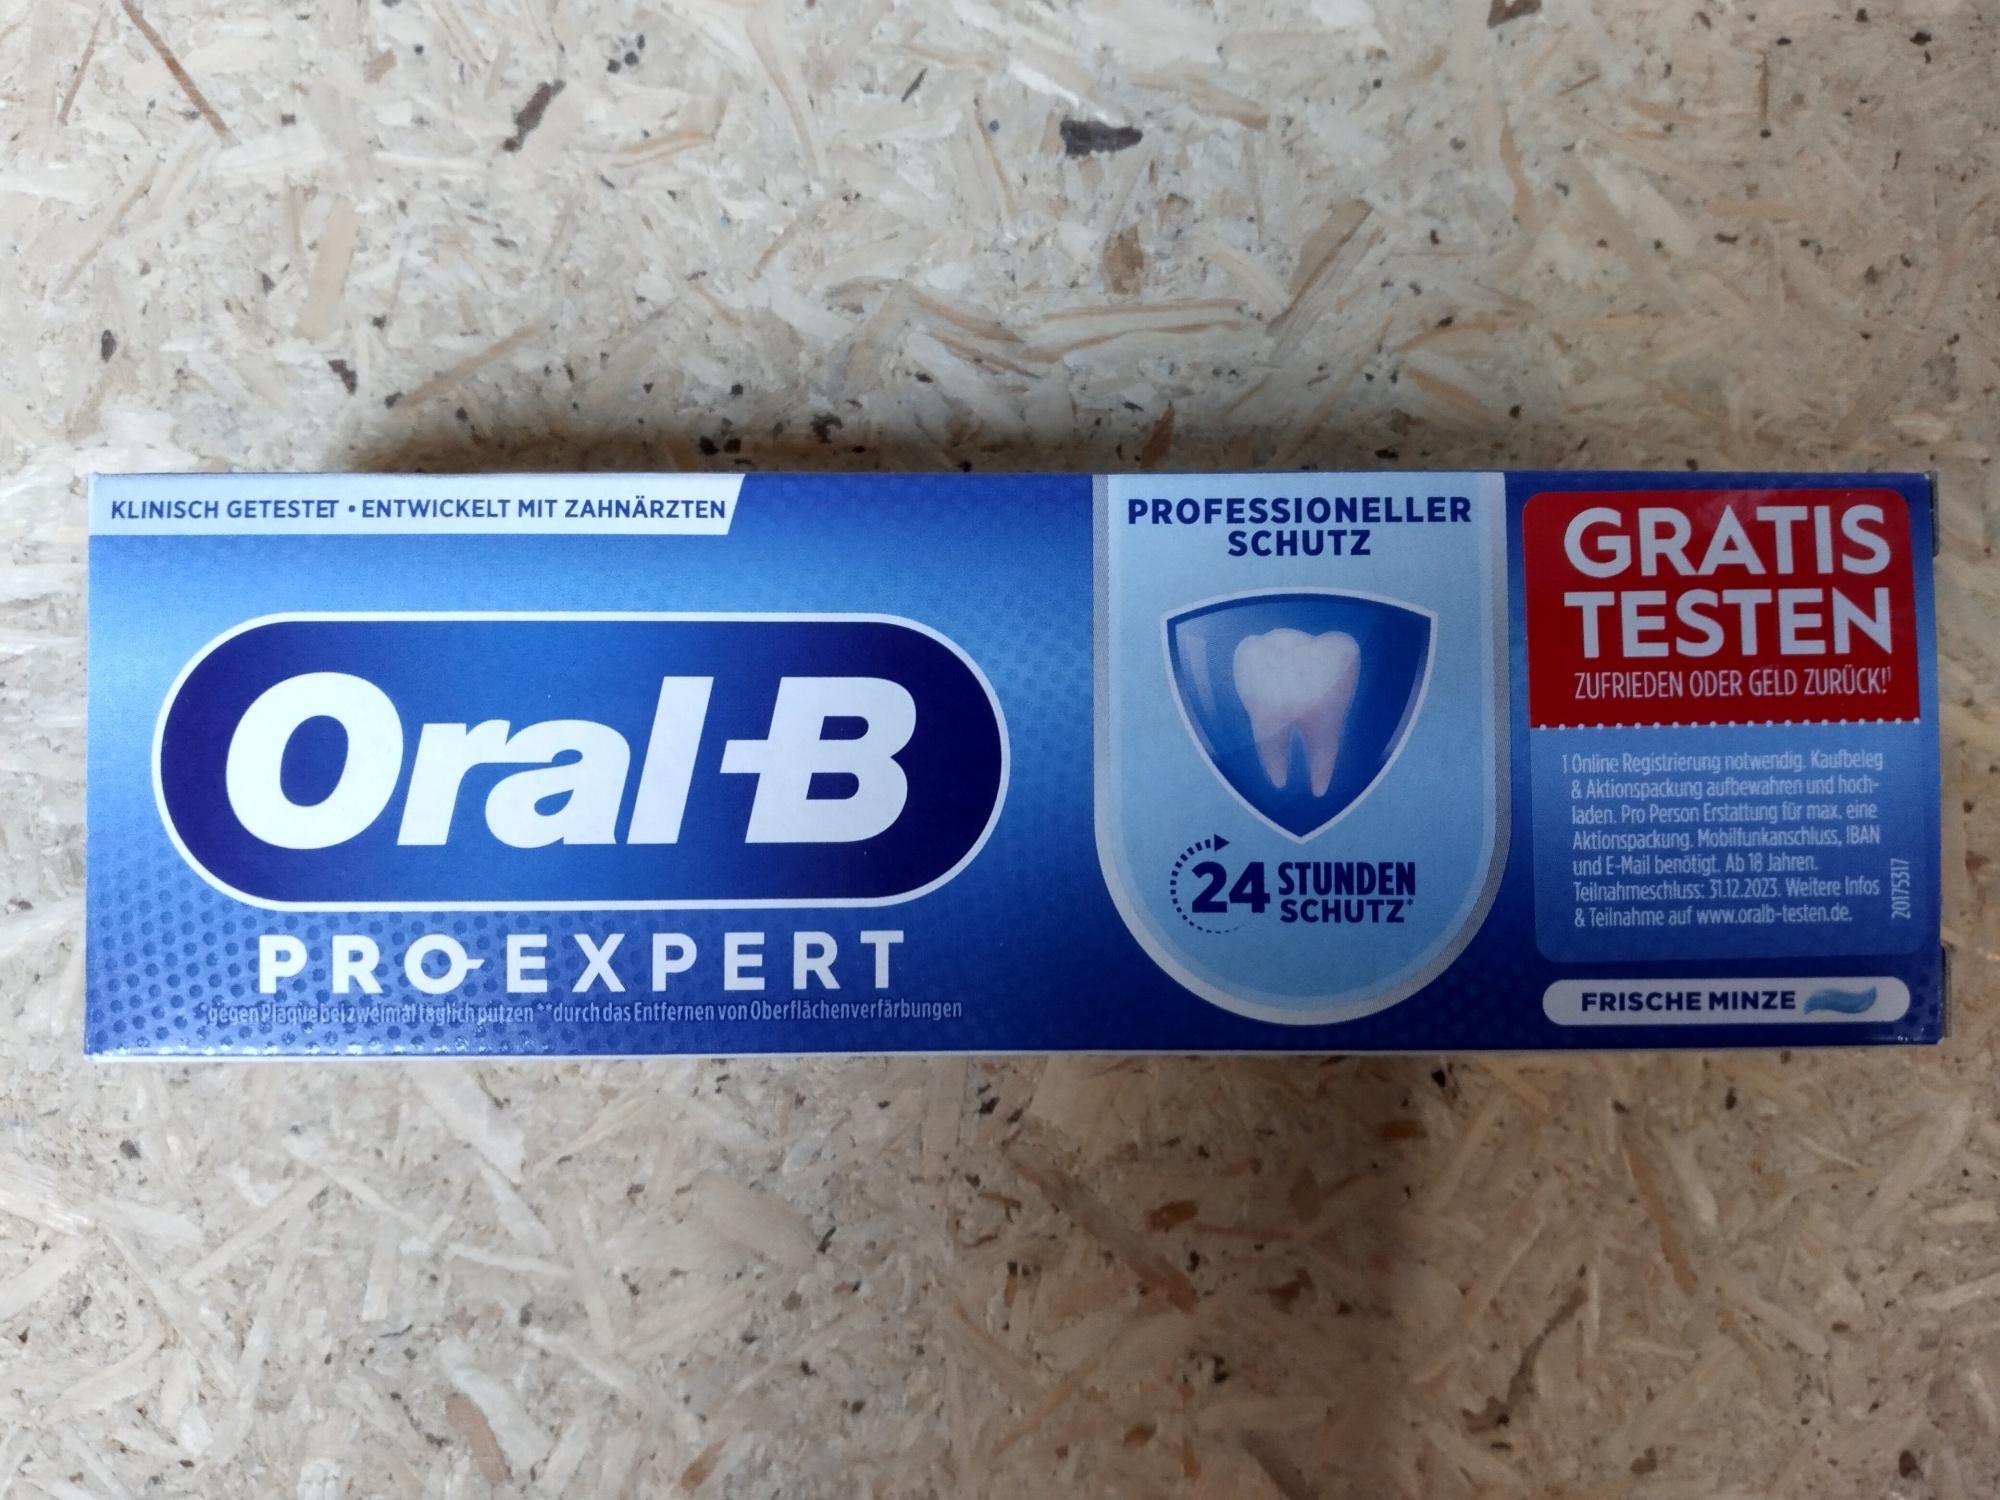 KLINISCH GETESTET • ENTWICKELT MIT ZAHNÄRZTEN
Oral-B
PRO-EXPERT
*gegen Plaque bei zweimal täglich putzen **durch das Entfernen von Oberflächenverfärbungen
PROFESSIONELLER
SCHUTZ
24 STUNDEN
SCHUTZ*
GRATIS
TESTEN
ZUFRIEDEN ODER GELD ZURÜCK!¹
1 Online Registrierung notwendig. Kaufbeleg
& Aktionspackung aufbewahren und hoch-
laden. Pro Person Erstattung für max. eine
Aktionspackung. Mobilfunkanschluss, IBAN
und E-Mail benötigt. Ab 18 Jahren.
Teilnahmeschluss: 31.12.2023. Weitere Infos
& Teilnahme auf www.oralb-testen.de.
20175317
FRISCHE MINZE